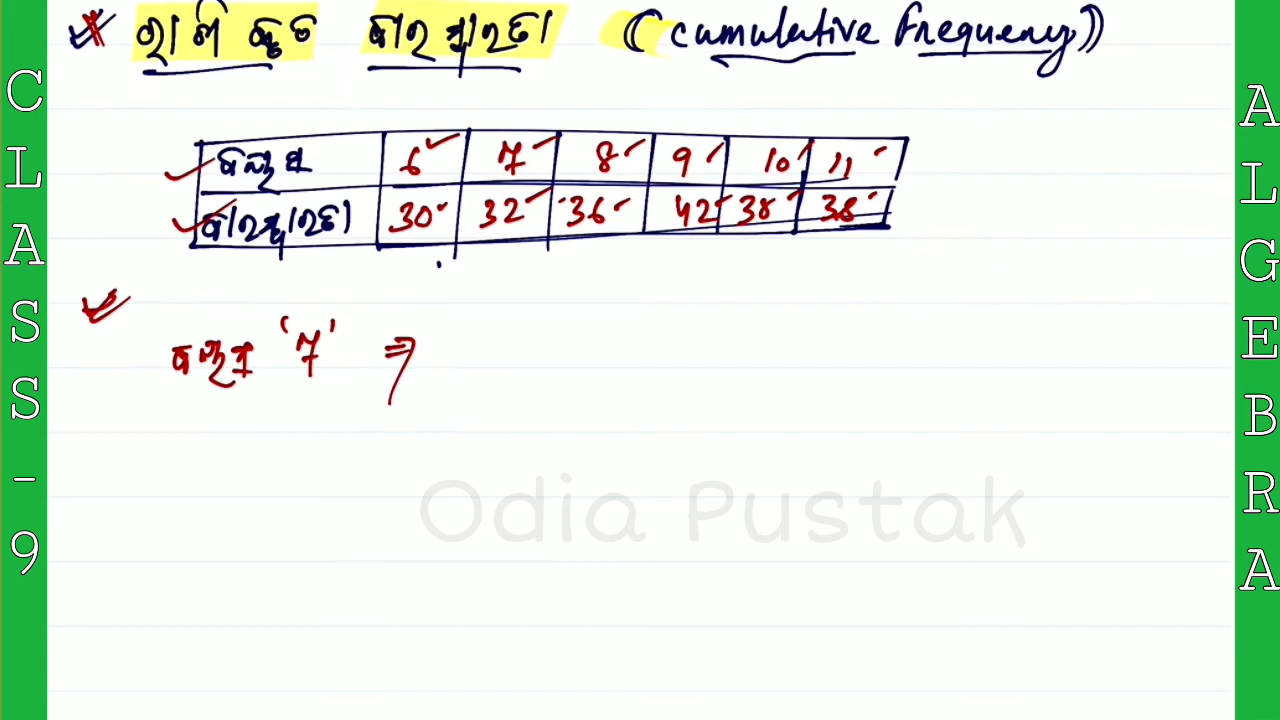 ରାଶିକୃତ ବାରମ୍ବାରତା ((cumulative frequency))
6 7 8 9 10 11
ବାରମ୍ବାରତା 30 32 36 42 38 38
'7' ⇒
Odia Pustak
CLASS-9
ALGEBRA